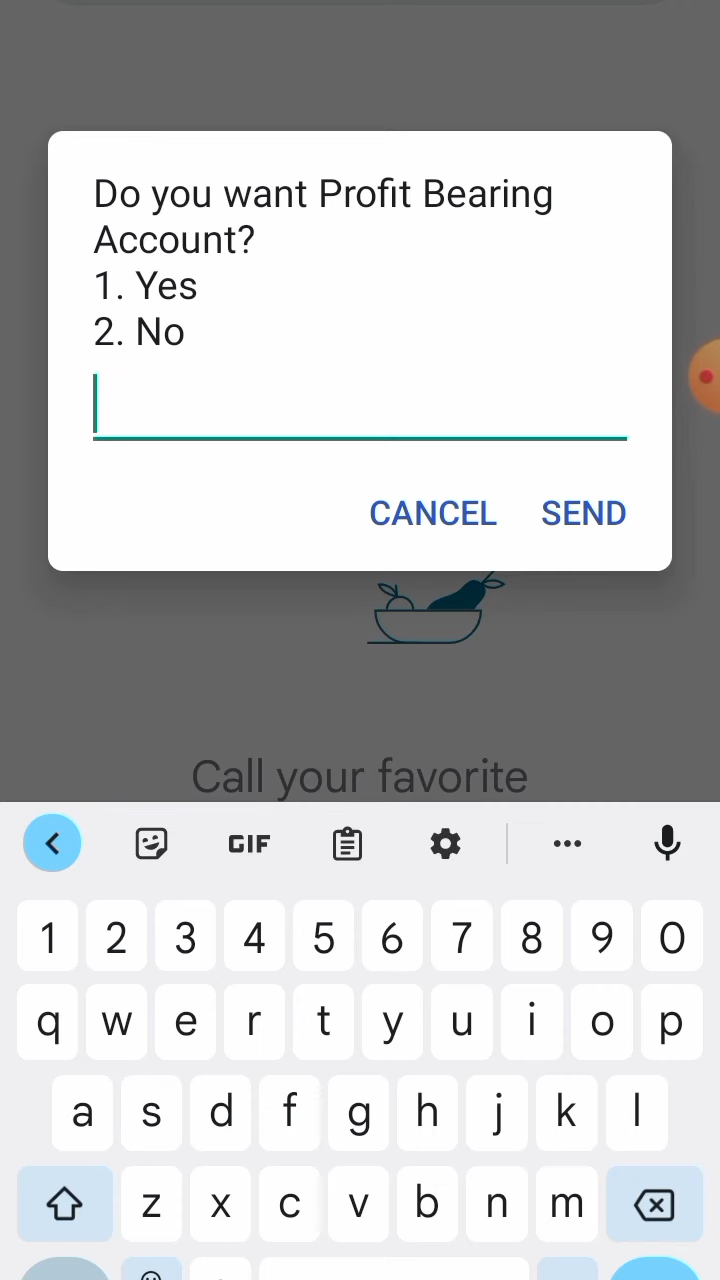 Do you want Profit Bearing
Account?
1. Yes
2. No
CANCEL SEND
Call your favorite
GIF
1 2 3 4 5 6 7 8 9 0
q w e r t y u i o p
a s d f g h j k l
z x c v b n m